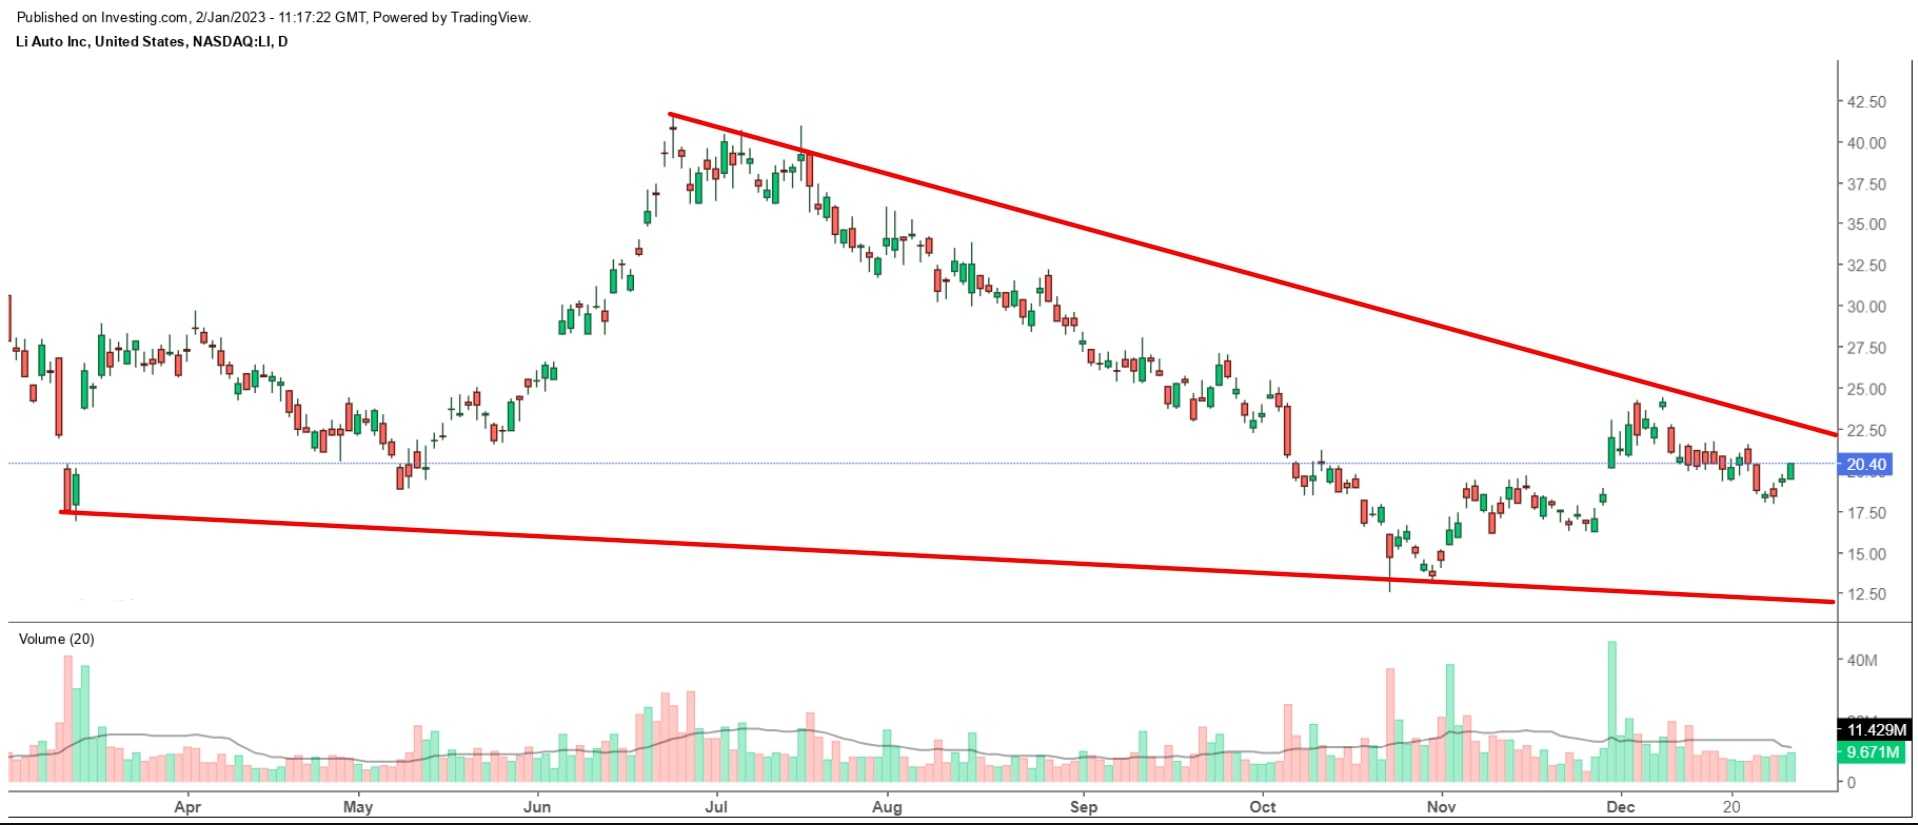 Published on Investing.com, 2/Jan/2023 - 11:17:22 GMT, Powered by TradingView.
Li Auto Inc, United States, NASDAQ:LI, D
42.50
40.00
37.50
35.00
32.50
30.00
27.50
25.00
22.50
20.40
17.50
15.00
12.50
Volume (20)
40M
11.429M
9.671M
0
Apr May Jun Jul Aug Sep Oct Nov Dec 20